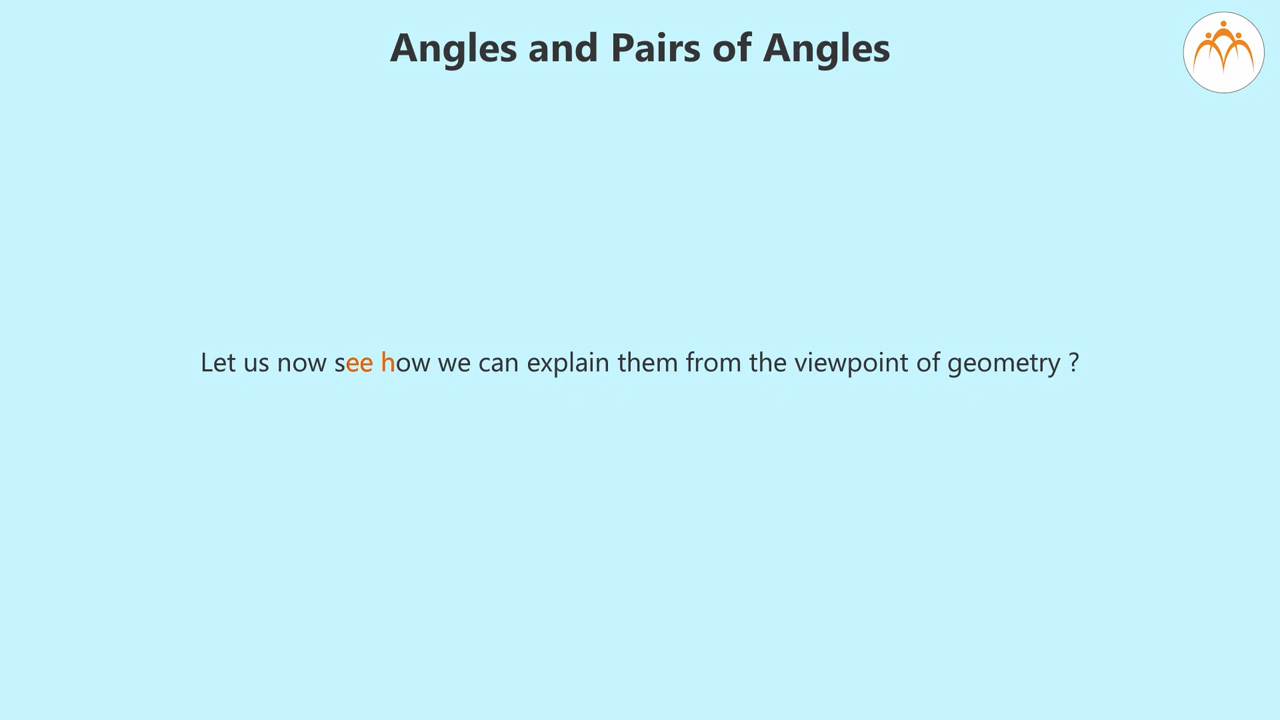 Angles and Pairs of Angles
Let us now see how we can explain them from the viewpoint of geometry ?